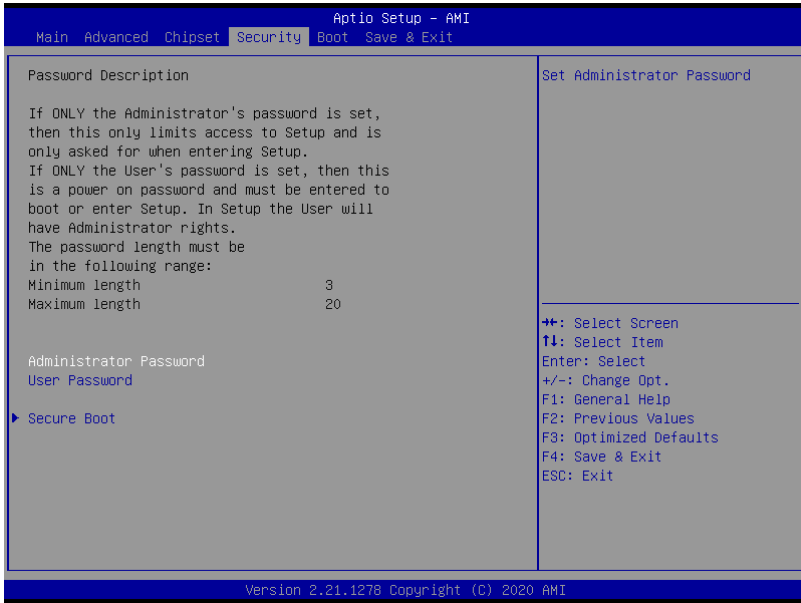 Aptio Setup – AMI
Main Advanced Chipset Security Boot Save & Exit
Password Description
If ONLY the Administrator's password is set,
then this only limits access to Setup and is
only asked for when entering Setup.
If ONLY the User's password is set, then this
is a power on password and must be entered to
boot or enter Setup. In Setup the User will
have Administrator rights.
The password length must be
in the following range:
Minimum length 3
Maximum length 20
Administrator Password
User Password
Secure Boot
Set Administrator Password
→←: Select Screen
↑↓: Select Item
Enter: Select
+/-: Change Opt.
F1: General Help
F2: Previous Values
F3: Optimized Defaults
F4: Save & Exit
ESC: Exit
Version 2.21.1278 Copyright (C) 2020 AMI